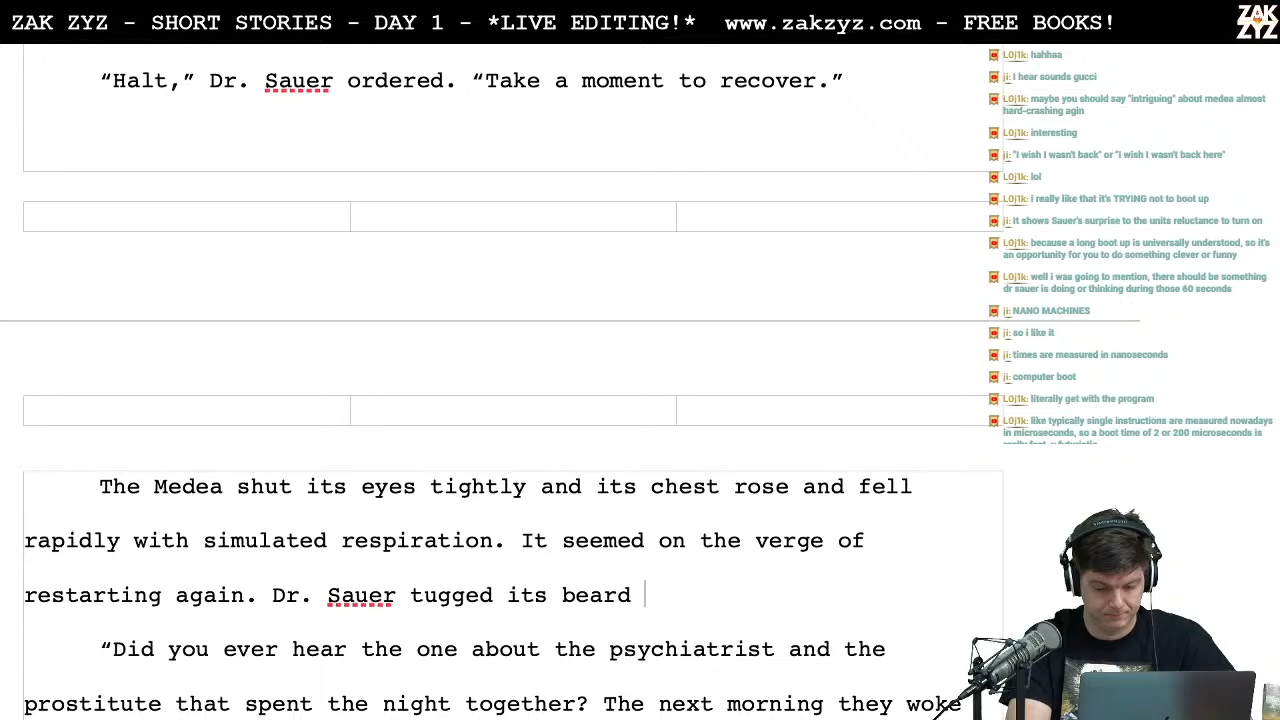 ZAK ZYZ - SHORT STORIES - DAY 1 - *LIVE EDITING!* www.zakzyz.com - FREE BOOKS!
ZAK
ZYZ
“Halt,” Dr. Sauer ordered. “Take a moment to recover.”
The Medea shut its eyes tightly and its chest rose and fell
rapidly with simulated respiration. It seemed on the verge of
restarting again. Dr. Sauer tugged its beard
“Did you ever hear the one about the psychiatrist and the
prostitute that spent the night together? The next morning they woke
L0j1k: hahhaa
ji: I hear sounds gucci
L0j1k: maybe you should say "intriguing" about medea almost
hard-crashing agin
L0j1k: interesting
ji: "I wish I wasn't back" or "I wish I wasn't back here"
L0j1k: lol
L0j1k: i really like that it's TRYING not to boot up
ji: It shows Sauer's surprise to the units reluctance to turn on
L0j1k: because a long boot up is universally understood, so it's
an opportunity for you to do something clever or funny
L0j1k: well i was going to mention, there should be something
dr sauer is doing or thinking during those 60 seconds
ji: NANO MACHINES
ji: so i like it
ji: times are measured in nanoseconds
ji: computer boot
L0j1k: literally get with the program
L0j1k: like typically single instructions are measured nowadays
in microseconds, so a boot time of 2 or 200 microseconds is